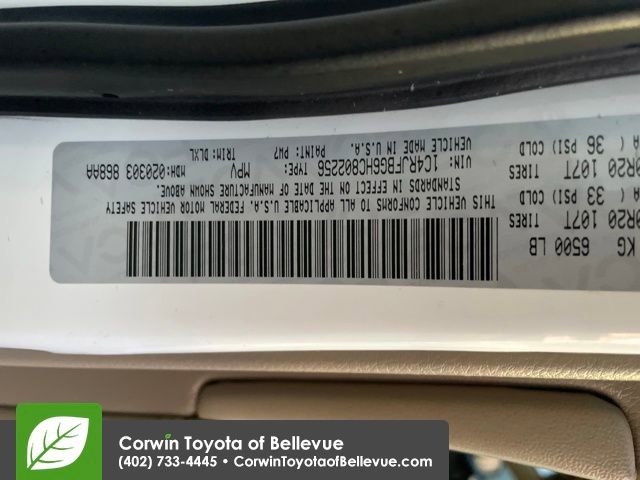 KG 6500 LB
0R20 107T TIRES
A 33 PSI) COLD
0R20 107T TIRES
A 36 PSI) COLD
THIS VEHICLE CONFORMS TO ALL APPLICABLE U.S.A. FEDERAL MOTOR VEHICLE SAFETY
STANDARDS IN EFFECT ON THE DATE OF MANUFACTURE SHOWN ABOVE.
VIN: 1C4RJFBG6HC802256 TYPE: MPV MDH: 020303 868AA
VEHICLE MADE IN U.S.A. PAINT: PW7 TRIM: DLXL
Corwin Toyota of Bellevue
(402) 733-4445 • CorwinToyotaofBellevue.com